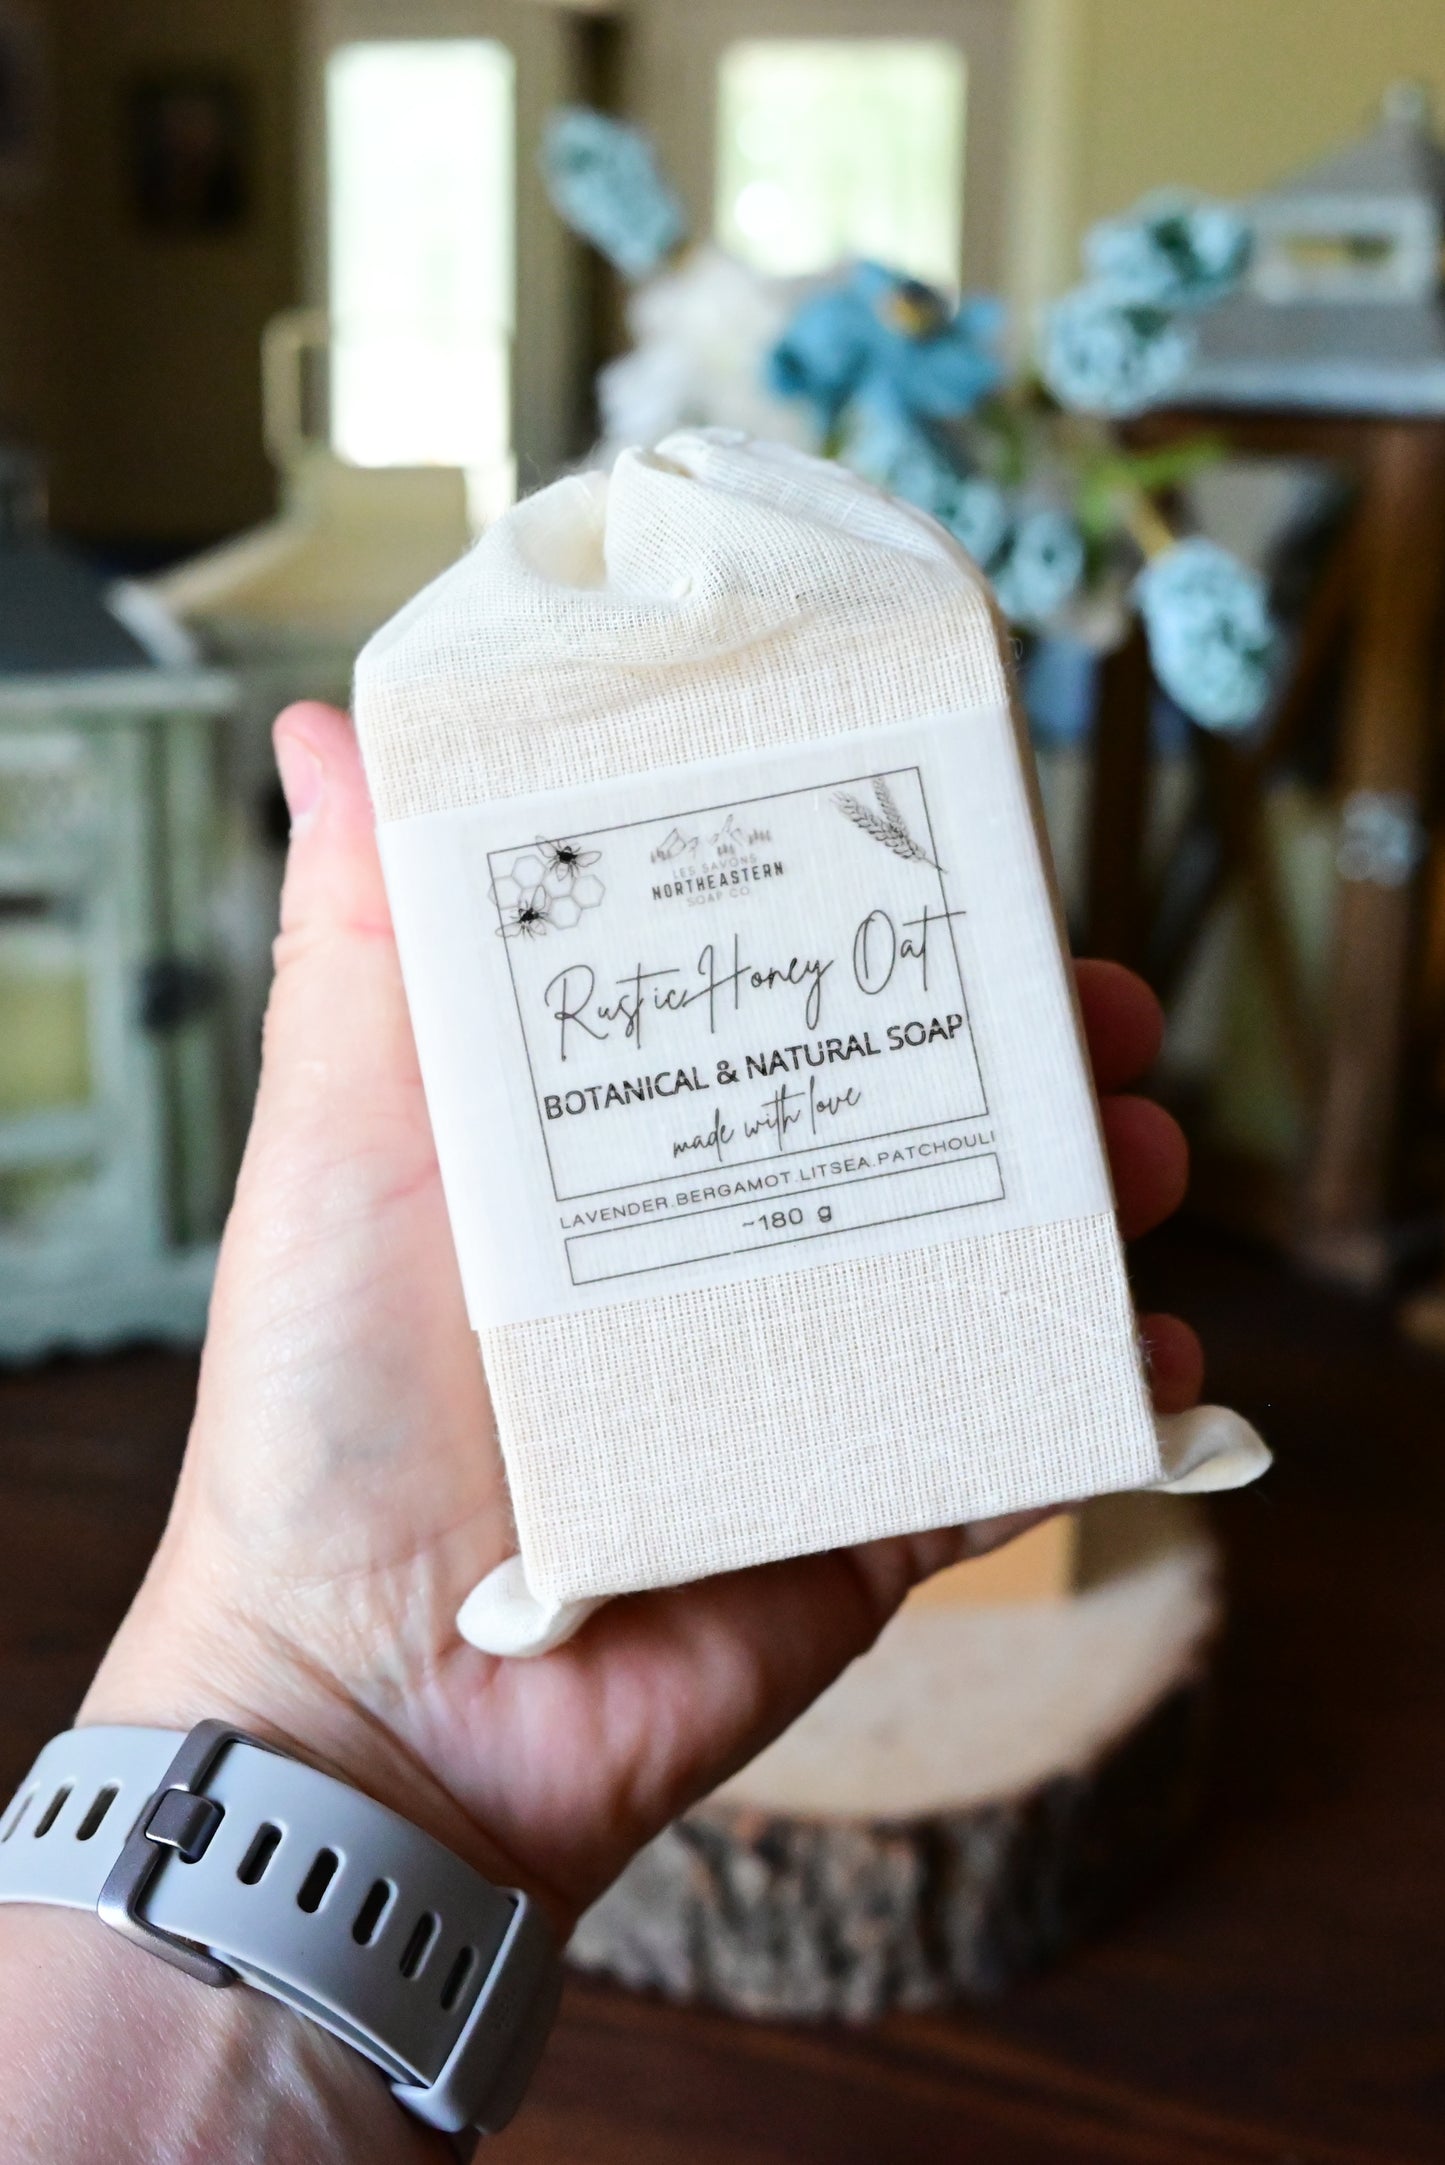 LES SAVONS
NORTHEASTERN
SOAP CO.
Rustic Honey Oat
BOTANICAL & NATURAL SOAP
made with love
LAVENDER.BERGAMOT.LITSEA.PATCHOULI
~180 g